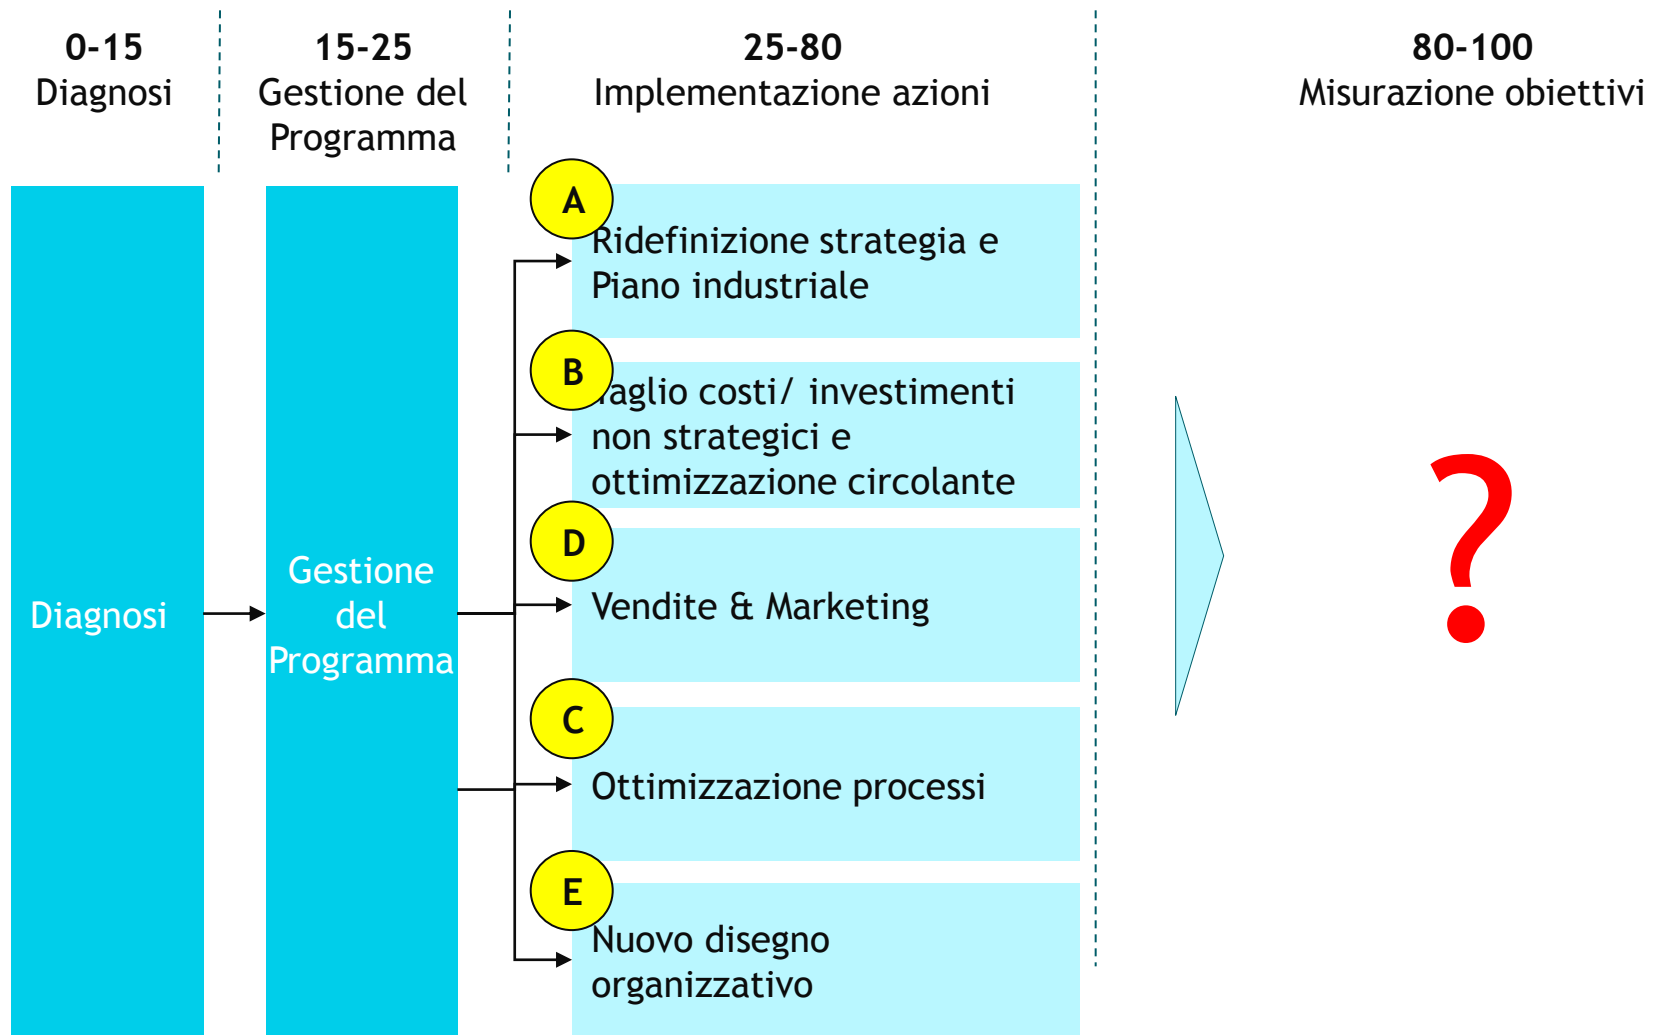 0-15
Diagnosi
15-25
Gestione del
Programma
25-80
Implementazione azioni
80-100
Misurazione obiettivi
Diagnosi
Gestione
del
Programma
A
Ridefinizione strategia e
Piano industriale
B
Taglio costi/ investimenti
non strategici e
ottimizzazione circolante
D
Vendite & Marketing
C
Ottimizzazione processi
E
Nuovo disegno
organizzativo
?